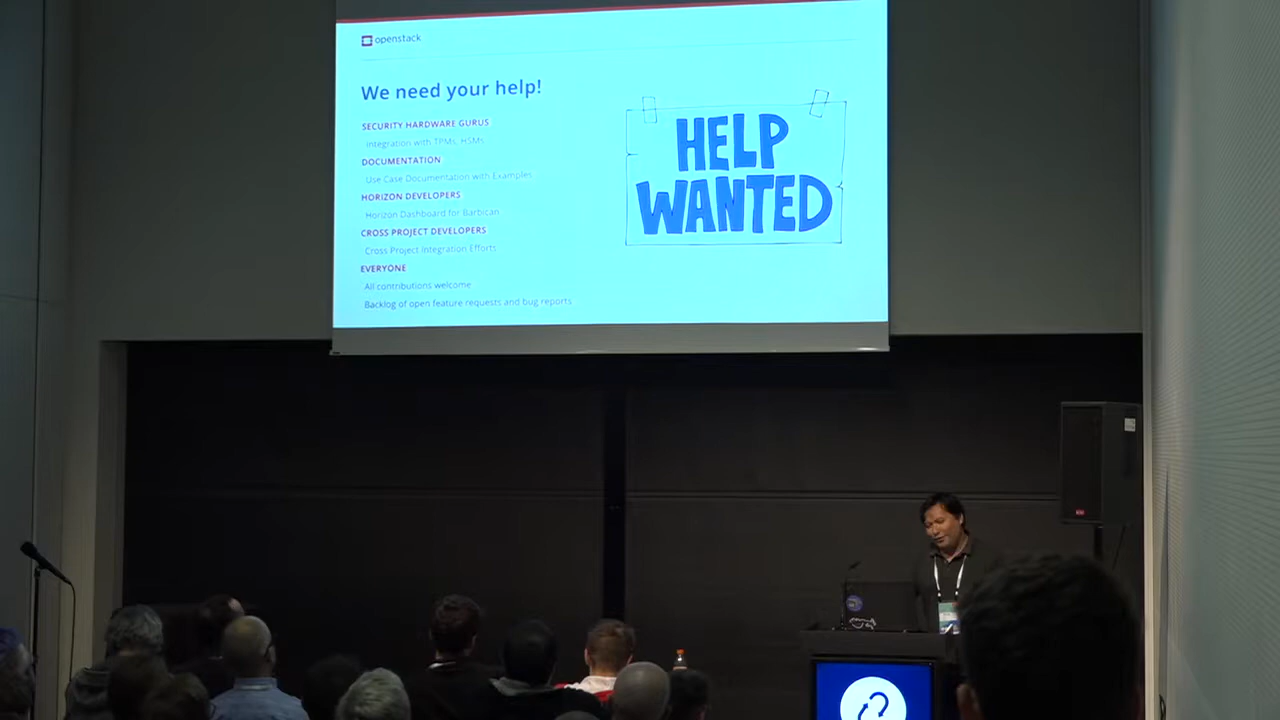 openstack
We need your help!
SECURITY HARDWARE GURUS
Integration with TPMs, HSMs
DOCUMENTATION
Use Case Documentation with Examples
HORIZON DEVELOPERS
Horizon Dashboard for Barbican
CROSS PROJECT DEVELOPERS
Cross Project Integration Efforts
EVERYONE
All contributions welcome
Backlog of open feature requests and bug reports
HELP
WANTED